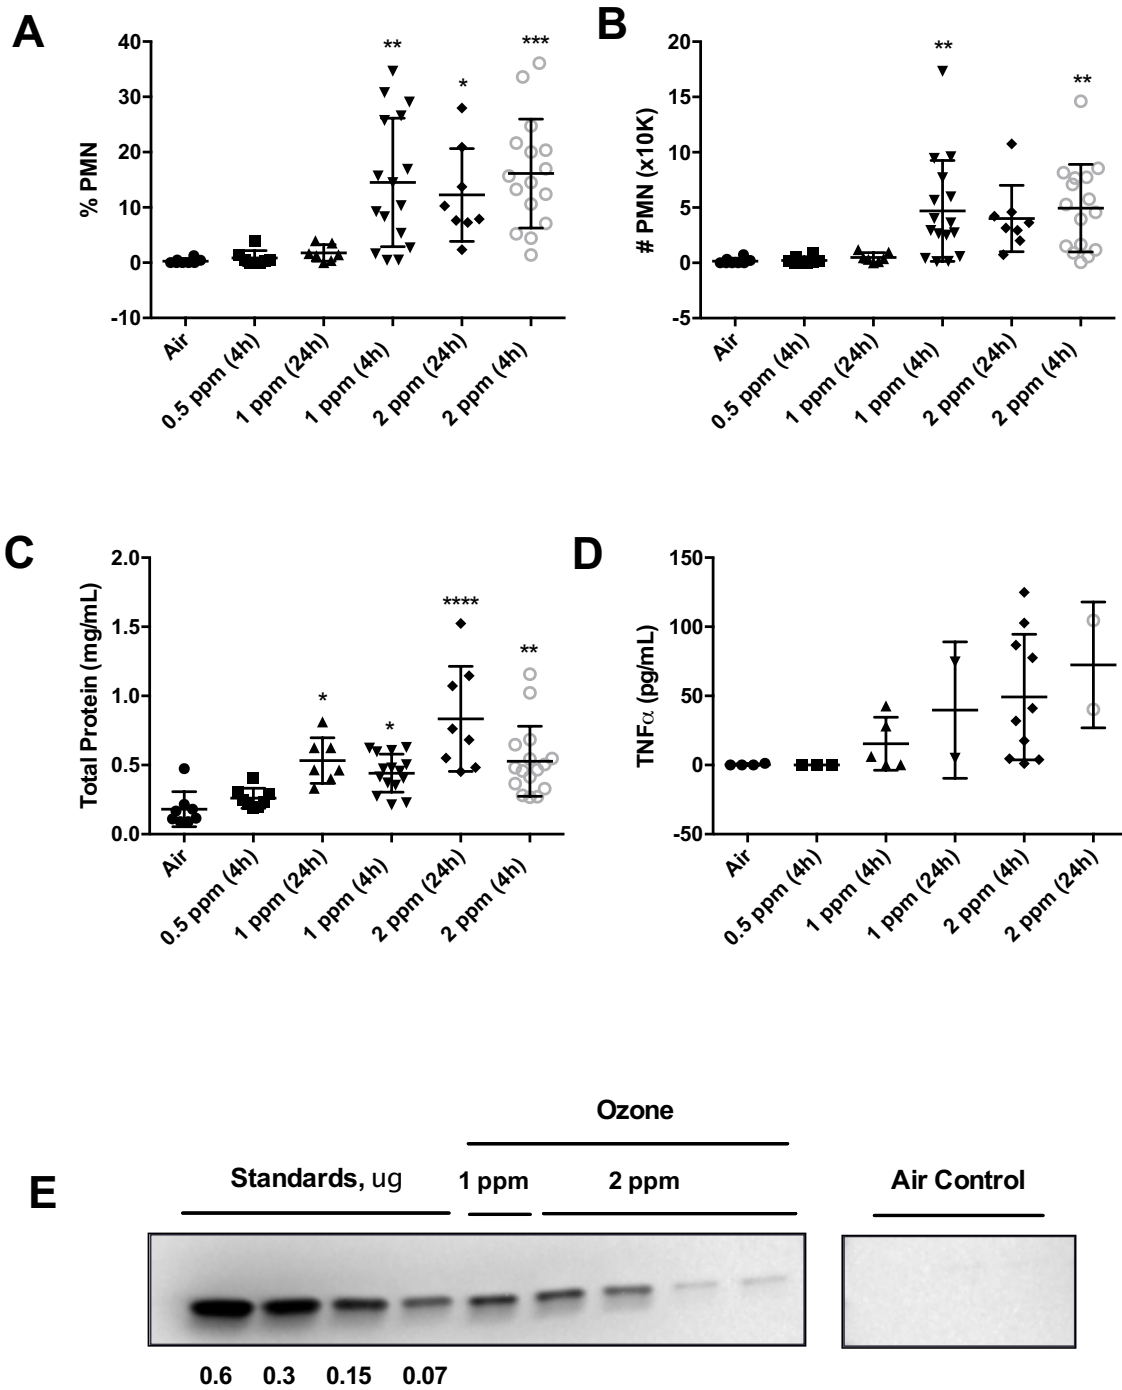 A
% PMN
40
30
20
10
0
-10
**
*
***
Air
0.5 ppm (4h)
1 ppm (24h)
1 ppm (4h)
2 ppm (24h)
2 ppm (4h)
B
# PMN (x10K)
20
15
10
5
0
-5
**
**
Air
0.5 ppm (4h)
1 ppm (24h)
1 ppm (4h)
2 ppm (24h)
2 ppm (4h)
C
Total Protein (mg/mL)
2.0
1.5
1.0
0.5
0.0
*
*
****
**
Air
0.5 ppm (4h)
1 ppm (24h)
1 ppm (4h)
2 ppm (24h)
2 ppm (4h)
D
TNFα (pg/mL)
150
100
50
0
-50
Air
0.5 ppm (4h)
1 ppm (4h)
1 ppm (24h)
2 ppm (4h)
2 ppm (24h)
E
Ozone
Standards, ug
1 ppm
2 ppm
Air Control
0.6 0.3 0.15 0.07